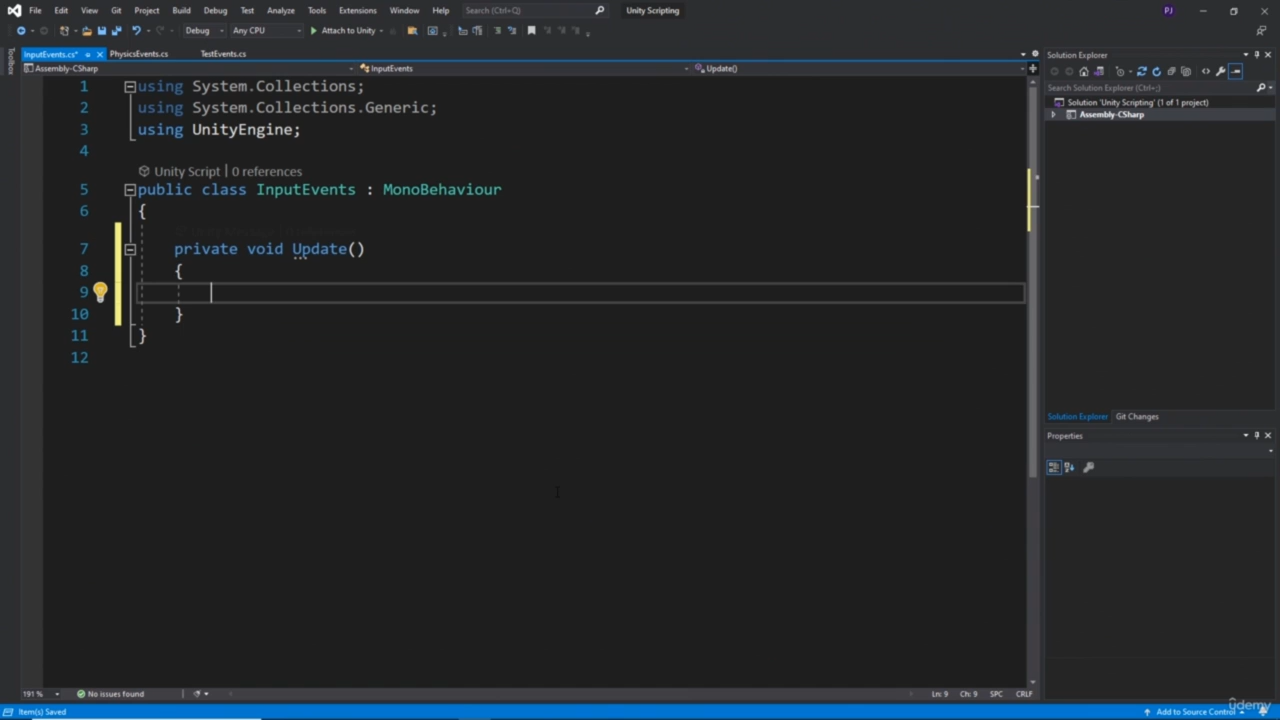 File Edit View Git Project Build Debug Test Analyze Tools Extensions Window Help Search (Ctrl+Q) Unity Scripting PJ
Debug Any CPU Attach to Unity
Toolbox
InputEvents.cs* PhysicsEvents.cs TestEvents.cs
Assembly-CSharp InputEvents Update()
1 using System.Collections;
2 using System.Collections.Generic;
3 using UnityEngine;
4
Unity Script | 0 references
5 public class InputEvents : MonoBehaviour
6 {
7 private void Update()
8 {
9
10 }
11 }
12
Solution Explorer
Search Solution Explorer (Ctrl+;)
Solution 'Unity Scripting' (1 of 1 project)
Assembly-CSharp
Solution Explorer Git Changes
Properties
191 % No issues found Ln: 9 Ch: 9 SPC CRLF
Item(s) Saved Add to Source Control
udemy